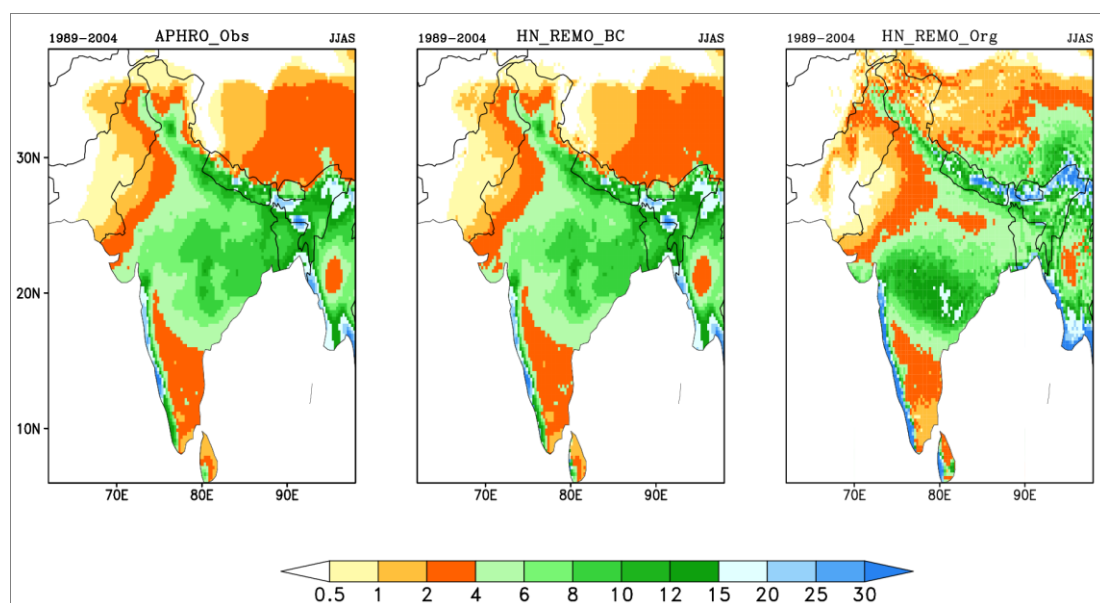 1989-2004 APHRO_Obs JJAS
1989-2004 HN_REMO_BC JJAS
1989-2004 HN_REMO_Org JJAS
30N
20N
10N
70E 80E 90E
70E 80E 90E
70E 80E 90E
0.5 1 2 4 6 8 10 12 15 20 25 30